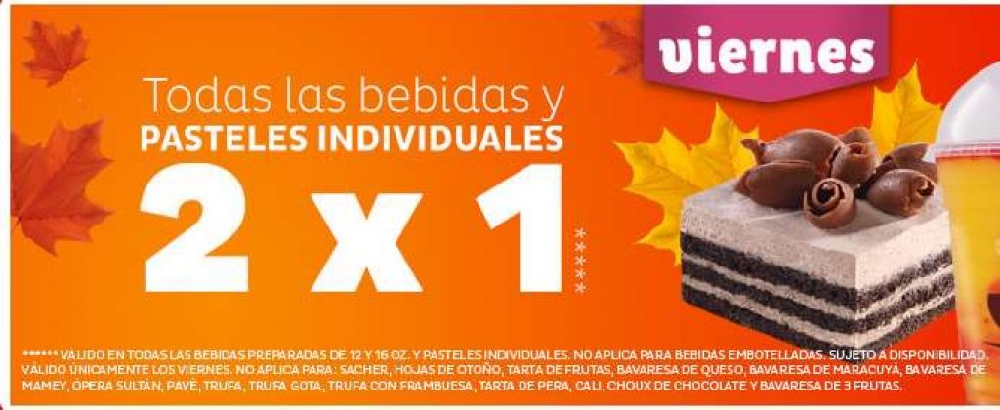 viernes
Todas las bebidas y
PASTELES INDIVIDUALES
2 x 1
*****
****** VÁLIDO EN TODAS LAS BEBIDAS PREPARADAS DE 12 Y 16 OZ. Y PASTELES INDIVIDUALES. NO APLICA PARA BEBIDAS EMBOTELLADAS. SUJETO A DISPONIBILIDAD.
VÁLIDO ÚNICAMENTE LOS VIERNES. NO APLICA PARA: SACHER, HOJAS DE OTOÑO, TARTA DE FRUTAS, BAVARESA DE QUESO, BAVARESA DE MARACUYÁ, BAVARESA DE
MAMEY, ÓPERA SULTÁN, PAVÉ, TRUFA, TRUFA GOTA, TRUFA CON FRAMBUESA, TARTA DE PERA, CALI, CHOUX DE CHOCOLATE Y BAVARESA DE 3 FRUTAS.